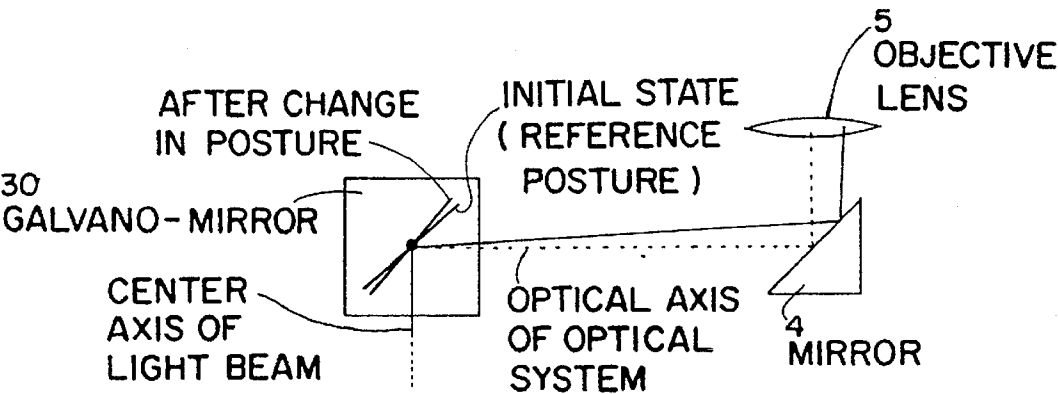 5
OBJECTIVE
LENS
AFTER CHANGE
IN POSTURE
INITIAL STATE
( REFERENCE
POSTURE )
30
GALVANO-MIRROR
CENTER
AXIS OF
LIGHT BEAM
OPTICAL AXIS
OF OPTICAL
SYSTEM
4
MIRROR